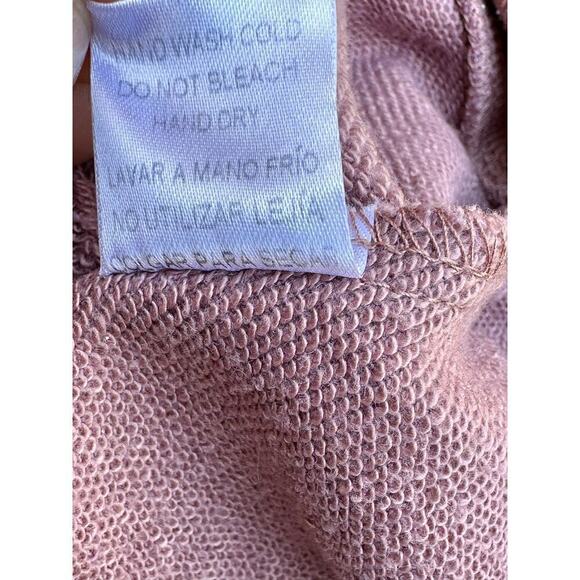 HAND WASH COLD
DO NOT BLEACH
HAND DRY
LAVAR A MANO FRÍO
NO UTILIZAR LEJÍA
COLGAR PARA SECAR